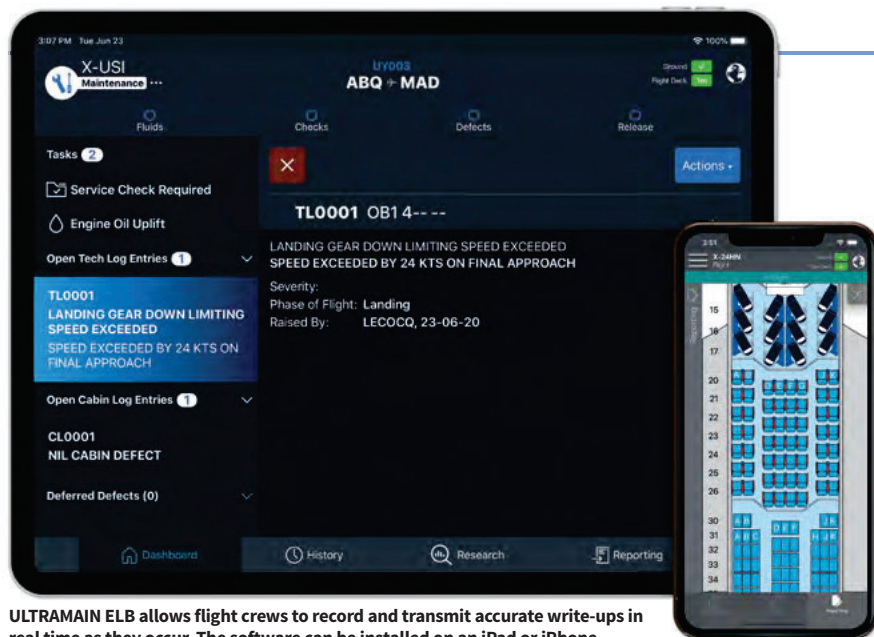 3:07 PM Tue Jun 23
100%
X-USI
Maintenance ...
UY003
ABQ MAD
Ground
Flight Deck Yes
Fluids
Checks
Defects
Release
Tasks 2
Service Check Required
Engine Oil Uplift
Open Tech Log Entries 1
TL0001
LANDING GEAR DOWN LIMITING
SPEED EXCEEDED
SPEED EXCEEDED BY 24 KTS ON
FINAL APPROACH
Open Cabin Log Entries 1
CL0001
NIL CABIN DEFECT
Deferred Defects (0)
Actions
TL0001 OB1 4-- --
LANDING GEAR DOWN LIMITING SPEED EXCEEDED
SPEED EXCEEDED BY 24 KTS ON FINAL APPROACH
Severity:
Phase of Flight: Landing
Raised By: LECOCQ, 23-06-20
Dashboard
History
Research
Reporting
3:51
X-24HN
Reporting
15
16
17
20
21
22
23
24
25
26
30
31
32
33
34
A B
D E F
J K
A B C
H J K
Reporting
ULTRAMAIN ELB allows flight crews to record and transmit accurate write-ups in
real time as they occur. The software can be installed on an iPad or iPhone